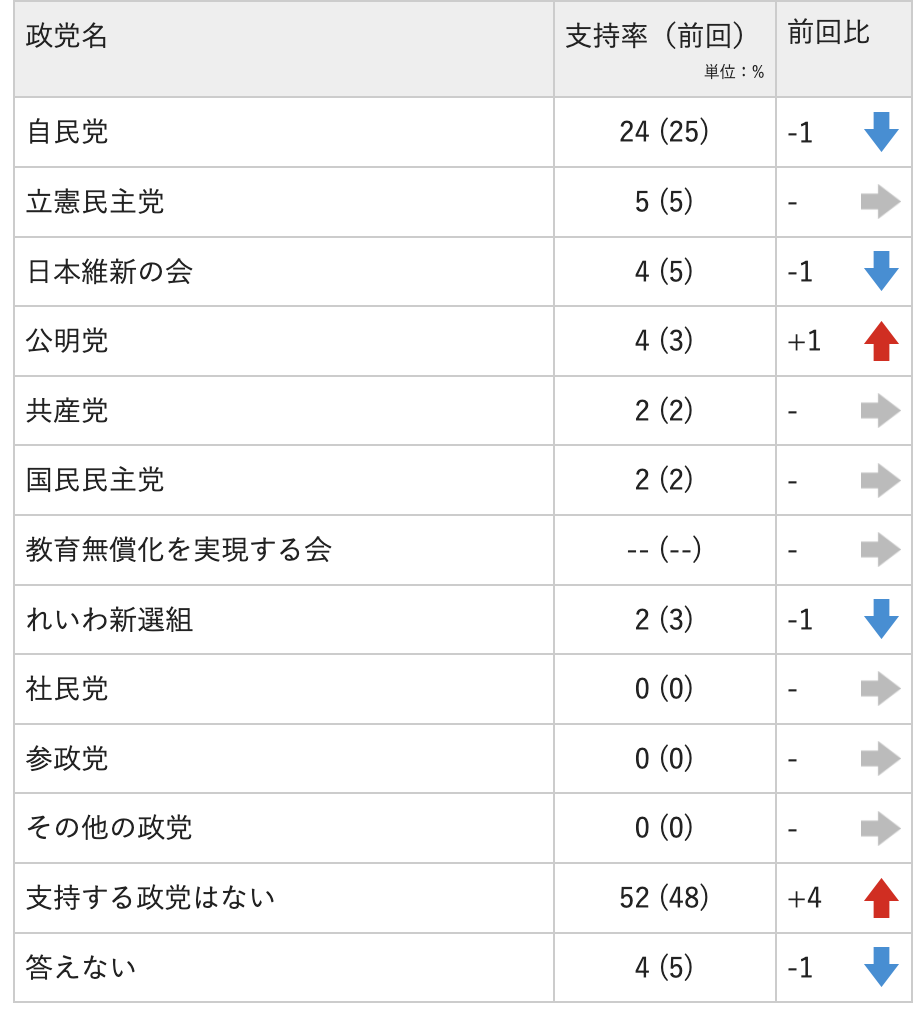 政党名 支持率（前回） 前回比
単位：%
自民党 24 (25) -1
立憲民主党 5 (5) -
日本維新の会 4 (5) -1
公明党 4 (3) +1
共産党 2 (2) -
国民民主党 2 (2) -
教育無償化を実現する会 -- (--) -
れいわ新選組 2 (3) -1
社民党 0 (0) -
参政党 0 (0) -
その他の政党 0 (0) -
支持する政党はない 52 (48) +4
答えない 4 (5) -1